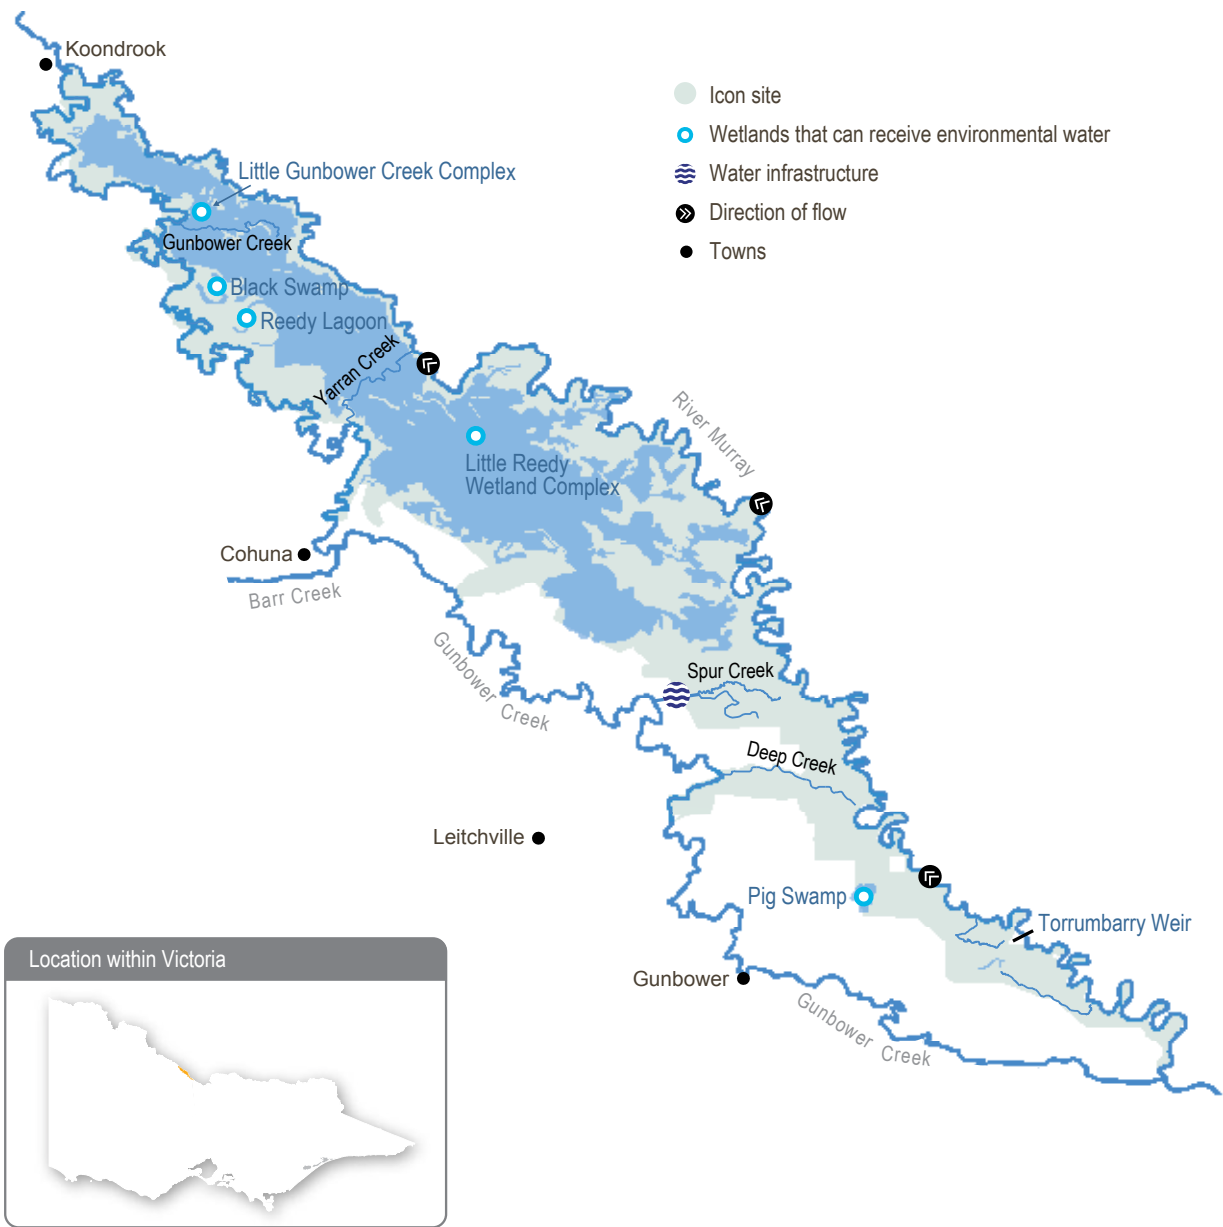 Koondrook
Icon site
Wetlands that can receive environmental water
Water infrastructure
Direction of flow
Towns
Little Gunbower Creek Complex
Gunbower Creek
Black Swamp
Reedy Lagoon
Yarran Creek
River Murray
Little Reedy
Wetland Complex
Cohuna
Barr Creek
Gunbower Creek
Spur Creek
Deep Creek
Leitchville
Pig Swamp
Torrumbarry Weir
Gunbower
Gunbower Creek
Location within Victoria